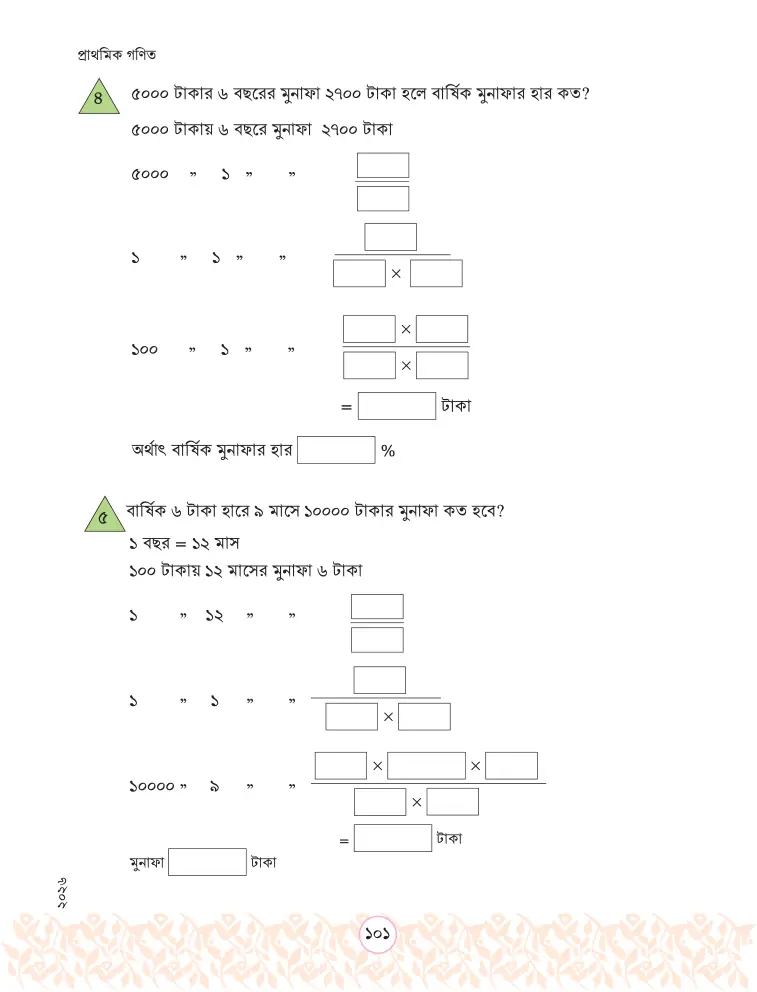 প্রাথমিক গণিত
৪ ৫০০০ টাকার ৬ বছরের মুনাফা ২৭০০ টাকা হলে বার্ষিক মুনাফার হার কত?
৫০০০ টাকায় ৬ বছরে মুনাফা ২৭০০ টাকা
৫০০০ ” ১ ” ”
১ ” ১ ” ”
×
১০০ ” ১ ” ”
×
×
= টাকা
অর্থাৎ বার্ষিক মুনাফার হার %
৫ বার্ষিক ৬ টাকা হারে ৯ মাসে ১০০০০ টাকার মুনাফা কত হবে?
১ বছর = ১২ মাস
১০০ টাকায় ১২ মাসের মুনাফা ৬ টাকা
১ ” ১২ ” ”
১ ” ১ ” ”
×
× ×
১০০০০ ” ৯ ” ”
×
= টাকা
মুনাফা টাকা
২০২৬
১০১